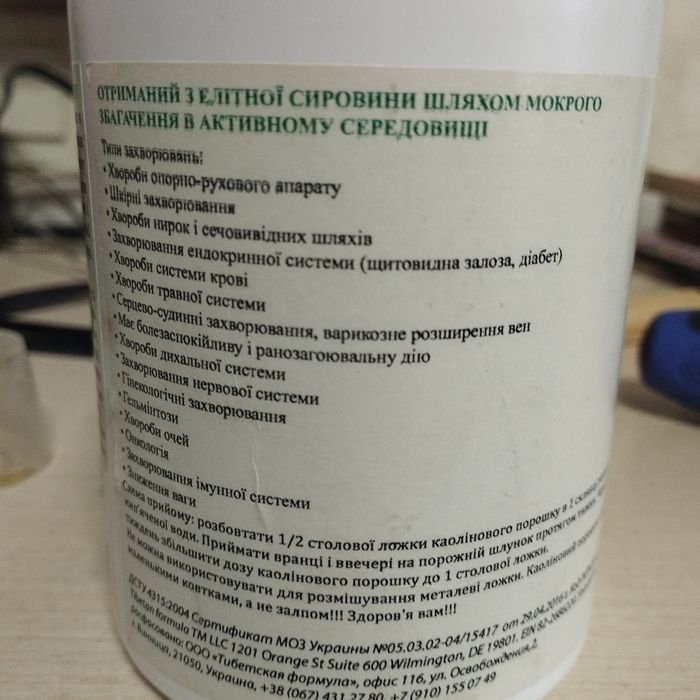 ОТРИМАНИЙ З ЕЛІТНОЇ СИРОВИНИ ШЛЯХОМ МОКРОГО
ЗБАГАЧЕННЯ В АКТИВНОМУ СЕРЕДОВИЩІ
Типи захворювань:
• Хвороби опорно-рухового апарату
• Шкірні захворювання
• Хвороби нирок і сечовивідних шляхів
• Захворювання ендокринної системи (щитовидна залоза, діабет)
• Хвороби системи крові
• Хвороби травної системи
• Серцево-судинні захворювання, варикозне розширення вен
• Має болезаспокійливу і ранозагоювальну дію
• Хвороби дихальної системи
• Захворювання нервової системи
• Гінекологічні захворювання
• Гельмінтози
• Хвороби очей
• Онкологія
• Захворювання імунної системи
• Зниження ваги
Схема прийому: розбовтати 1/2 столової ложки каолінового порошку в 1 склянці
кип'яченої води. Приймати вранці і ввечері на порожній шлунок протягом тижня.
тиждень збільшити дозу каолінового порошку до 1 столової ложки.
Не можна використовувати для розмішування металеві ложки. Каоліновий
маленькими ковтками, а не залпом!!! Здоров'я вам!!!
ДСТУ 4315:2004 Сертификат МОЗ Украины №05.03.02-04/15417 от 29.04.2016г.
Tibetan formula TM LLC 1201 Orange St Suite 600 Wilmington, DE 19801. EIN
расфасовано: ООО «Тибетская формула», офис 116, ул. Освобождения,2,
г. Винница, 21050, Украина, +38 (067) 431 27 80, +7 (910) 155 07 49